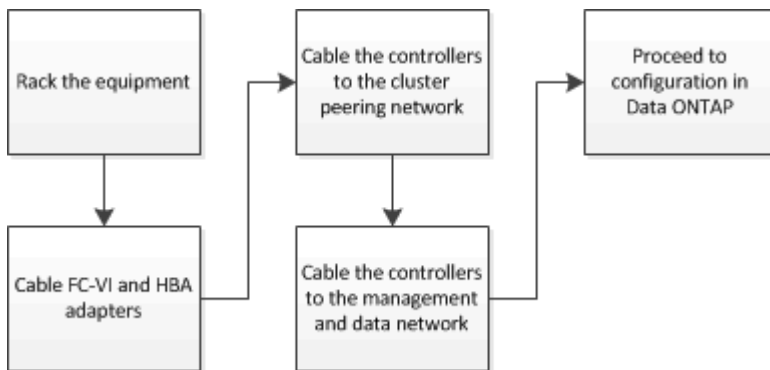 Rack the equipment
Cable FC-VI and HBA
adapters
Cable the controllers
to the cluster
peering network
Cable the controllers
to the management
and data network
Proceed to
configuration in
Data ONTAP